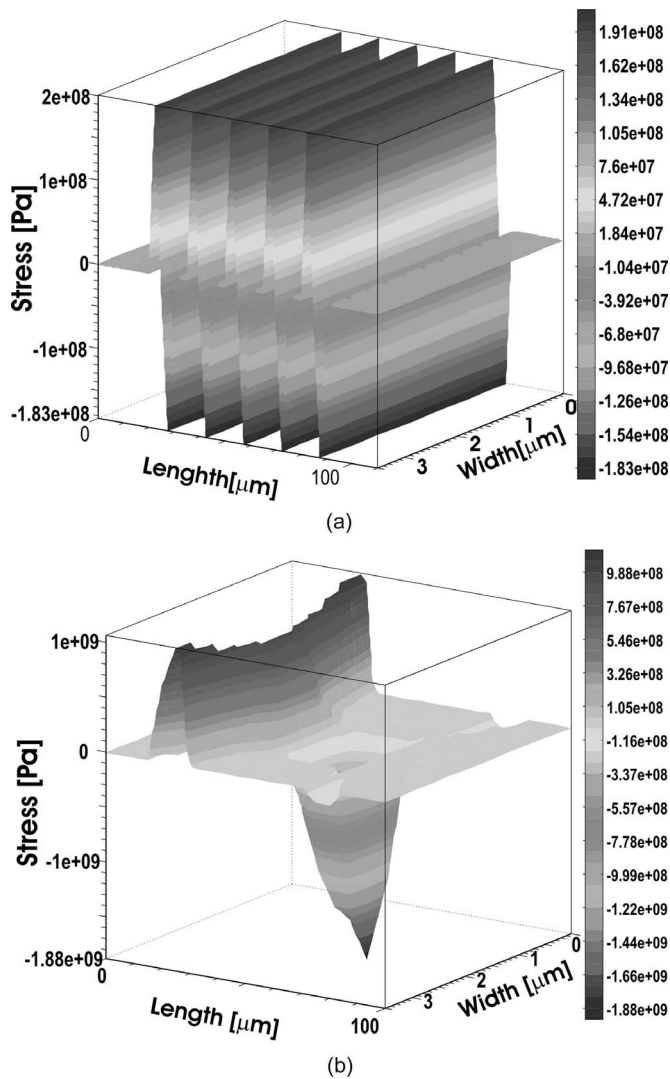 2e+08
1e+08
0
-1e+08
-1.83e+08
Stress [Pa]
0
100
Lenghth[μm]
3
2
1
0
Width[μm]
1.91e+08
1.62e+08
1.34e+08
1.05e+08
7.6e+07
4.72e+07
1.84e+07
-1.04e+07
-3.92e+07
-6.8e+07
-9.68e+07
-1.26e+08
-1.54e+08
-1.83e+08
(a)
1e+09
0
-1e+09
-1.88e+09
Stress [Pa]
0
100
Length [μm]
3
2
1
0
Width [μm]
9.88e+08
7.67e+08
5.46e+08
3.26e+08
1.05e+08
-1.16e+08
-3.37e+08
-5.57e+08
-7.78e+08
-9.99e+08
-1.22e+09
-1.44e+09
-1.66e+09
-1.88e+09
(b)